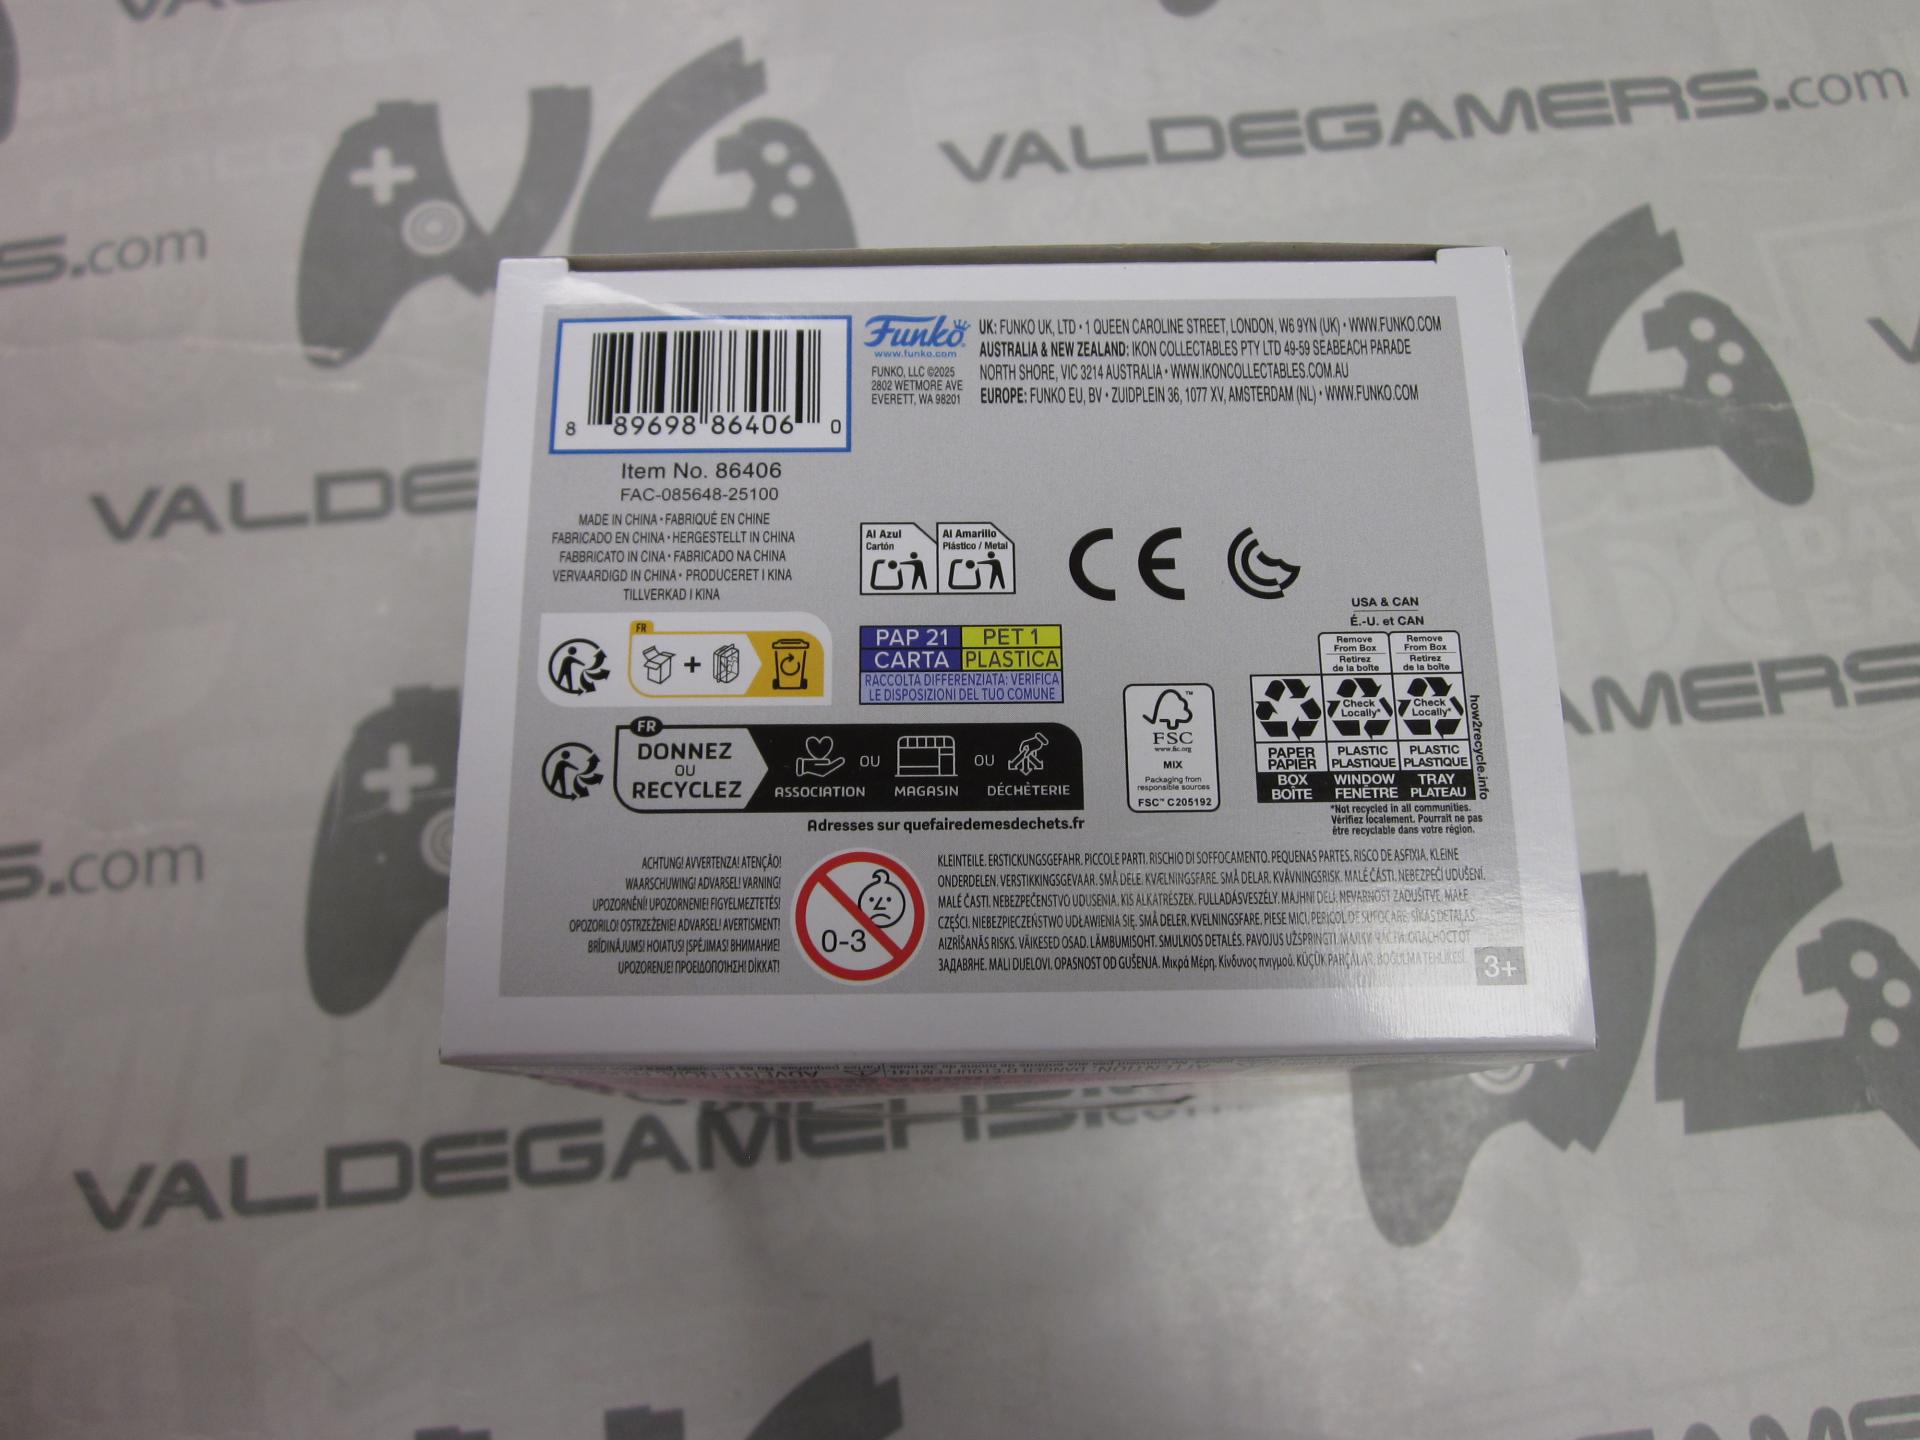 VALDEGAMERS.com
S.com
8 89698 86406 0
Item No. 86406
FAC-085648-25100
MADE IN CHINA • FABRIQUÉ EN CHINE
FABRICADO EN CHINA • HERGESTELLT IN CHINA
FABBRICATO IN CINA • FABRICADO NA CHINA
VERVAARDIGD IN CHINA • PRODUCERET I KINA
TILLVERKAD I KINA
Funko
www.funko.com
FUNKO, LLC ©2025
2802 WETMORE AVE
EVERETT, WA 98201
UK: FUNKO UK, LTD • 1 QUEEN CAROLINE STREET, LONDON, W6 9YN (UK) • WWW.FUNKO.COM
AUSTRALIA & NEW ZEALAND: IKON COLLECTABLES PTY LTD 49-59 SEABEACH PARADE
NORTH SHORE, VIC 3214 AUSTRALIA • WWW.IKONCOLLECTABLES.COM.AU
EUROPE: FUNKO EU, BV • ZUIDPLEIN 36, 1077 XV, AMSTERDAM (NL) • WWW.FUNKO.COM
Al Azul
Cartón
Al Amarillo
Plástico / Metal
CE
FR
PAP 21
CARTA
PET 1
PLASTICA
RACCOLTA DIFFERENZIATA: VERIFICA
LE DISPOSIZIONI DEL TUO COMUNE
FR
DONNEZ
OU
RECYCLEZ
ASSOCIATION
OU
MAGASIN
OU
DÉCHÈTERIE
Adresses sur quefairedemesdechets.fr
FSC™
www.fsc.org
MIX
Packaging from
responsible sources
FSC™ C205192
USA & CAN
É.-U. et CAN
Remove
From Box
Retirez
de la boîte
Remove
From Box
Retirez
de la boîte
Check
Locally*
Check
Locally*
PAPER
PAPIER
PLASTIC
PLASTIQUE
PLASTIC
PLASTIQUE
BOX
BOÎTE
WINDOW
FENÊTRE
TRAY
PLATEAU
how2recycle.info
*Not recycled in all communities.
Vérifiez localement. Pourrait ne pas
être recyclable dans votre région.
ACHTUNG! AVVERTENZA! ATENÇÃO!
WAARSCHUWING! ADVARSEL! VARNING!
UPOZORNĚNÍ! UPOZORNENIE! FIGYELMEZTETÉS!
OPOZORILO! OSTRZEŻENIE! ADVARSEL! AVERTISMENT!
BRĪDINĀJUMS! HOIATUS! ĮSPĖJIMAS! ВНИМАНИЕ!
UPOZORENJE! ΠΡΟΕΙΔΟΠΟΙΗΣΗ! DİKKAT!
0-3
KLEINTEILE. ERSTICKUNGSGEFAHR. PICCOLE PARTI. RISCHIO DI SOFFOCAMENTO. PEQUENAS PARTES. RISCO DE ASFIXIA. KLEINE
ONDERDELEN. VERSTIKKINGSGEVAAR. SMÅ DELE. KVÆLNINGSFARE. SMÅ DELAR. KVÄVNINGSRISK. MALÉ ČÁSTI. NEBEZPEČÍ UDUŠENÍ.
MALÉ ČASTI. NEBEZPEČENSTVO UDUSENIA. KIS ALKATRÉSZEK. FULLADÁSVESZÉLY. MAJHNI DELI. NEVARNOST ZADUŠITVE. MAŁE
CZĘŚCI. NIEBEZPIECZEŃSTWO UDŁAWIENIA SIĘ. SMÅ DELER. KVELNINGSFARE. PIESE MICI. PERICOL DE SUFOCARE. SĪKAS DETAĻAS.
AIZRĪŠANĀS RISKS. VÄIKESED OSAD. LÄMBUMISOHT. SMULKIOS DETALĖS. PAVOJUS UŽSPRINGTI. МАЛКИ ЧАСТИ. ОПАСНОСТ ОТ
ЗАДАВЯНЕ. MALI DIJELOVI. OPASNOST OD GUŠENJA. Μικρά Μέρη. Κίνδυνος πνιγμού. KÜÇÜK PARÇALAR. BOĞULMA TEHLİKESİ.
3+
VALDE
AMERS
S.com
VALDEGAMERS.com
VALDEGAMERS